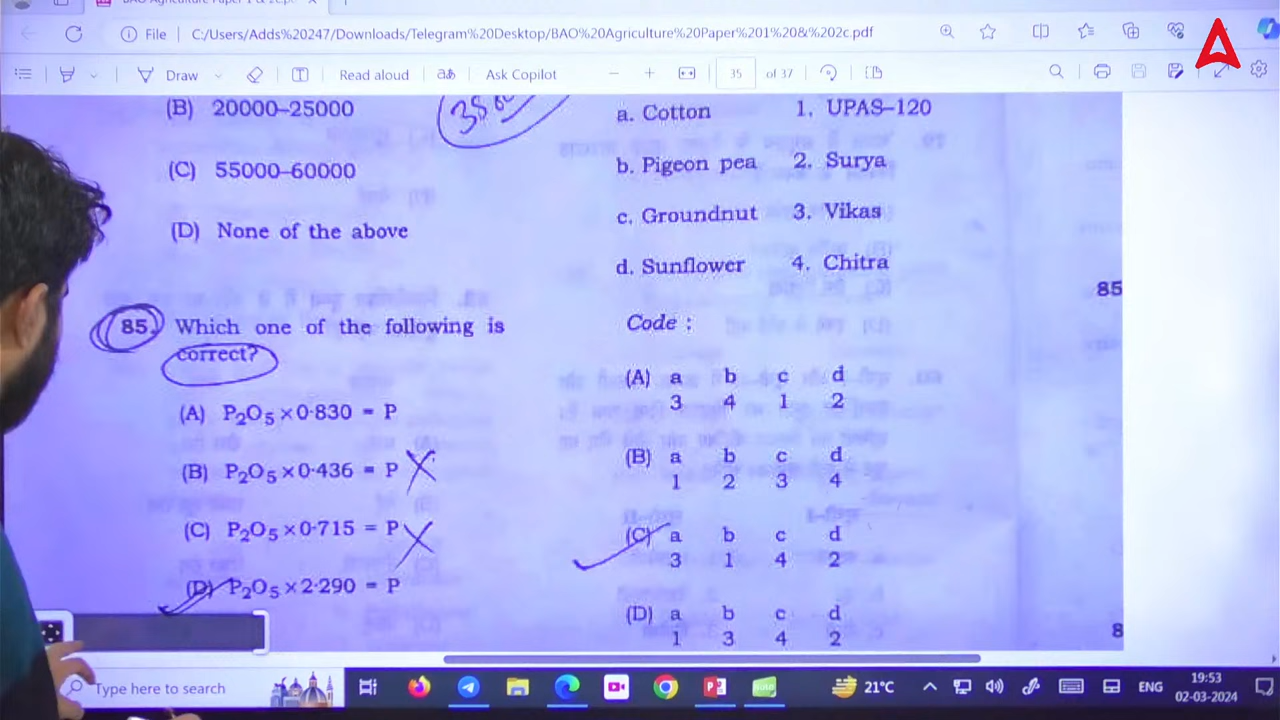 File
C:/Users/Adds%20247/Downloads/Telegram%20Desktop/BAO%20Agriculture%20Paper%201%20&%202c.pdf
Draw
Read aloud
Ask Copilot
35
of 37
(B) 20000–25000
(C) 55000–60000
(D) None of the above
85. Which one of the following is
correct?
(A) P₂O₅×0·830 = P
(B) P₂O₅×0·436 = P
(C) P₂O₅×0·715 = P
(D) P₂O₅×2·290 = P
a. Cotton 1. UPAS–120
b. Pigeon pea 2. Surya
c. Groundnut 3. Vikas
d. Sunflower 4. Chitra
Code :
(A) a b c d
3 4 1 2
(B) a b c d
1 2 3 4
(C) a b c d
3 1 4 2
(D) a b c d
1 3 4 2
85
8
Type here to search
21°C
ENG
19:53
02-03-2024